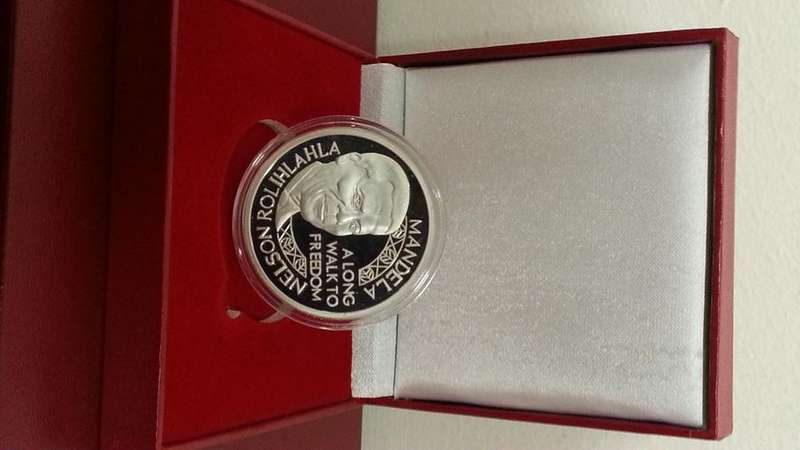 NELSON ROLIHLAHLA
MANDELA
A LONG
WALK TO
FREEDOM